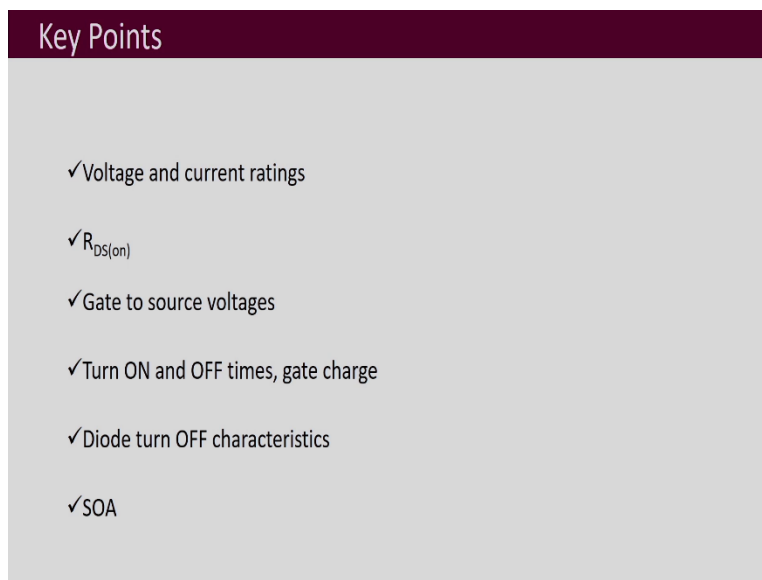 Key Points
✓Voltage and current ratings
✓R_DS(on)
✓Gate to source voltages
✓Turn ON and OFF times, gate charge
✓Diode turn OFF characteristics
✓SOA